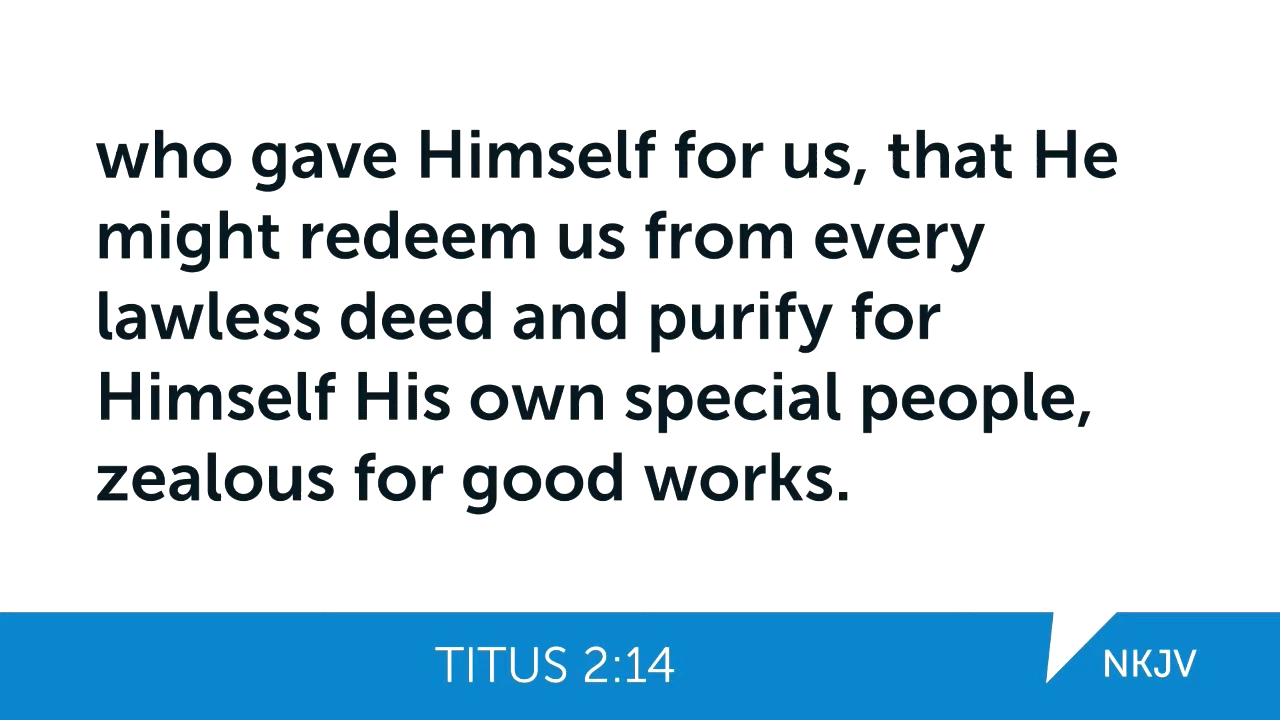 who gave Himself for us, that He
might redeem us from every
lawless deed and purify for
Himself His own special people,
zealous for good works.
TITUS 2:14
NKJV